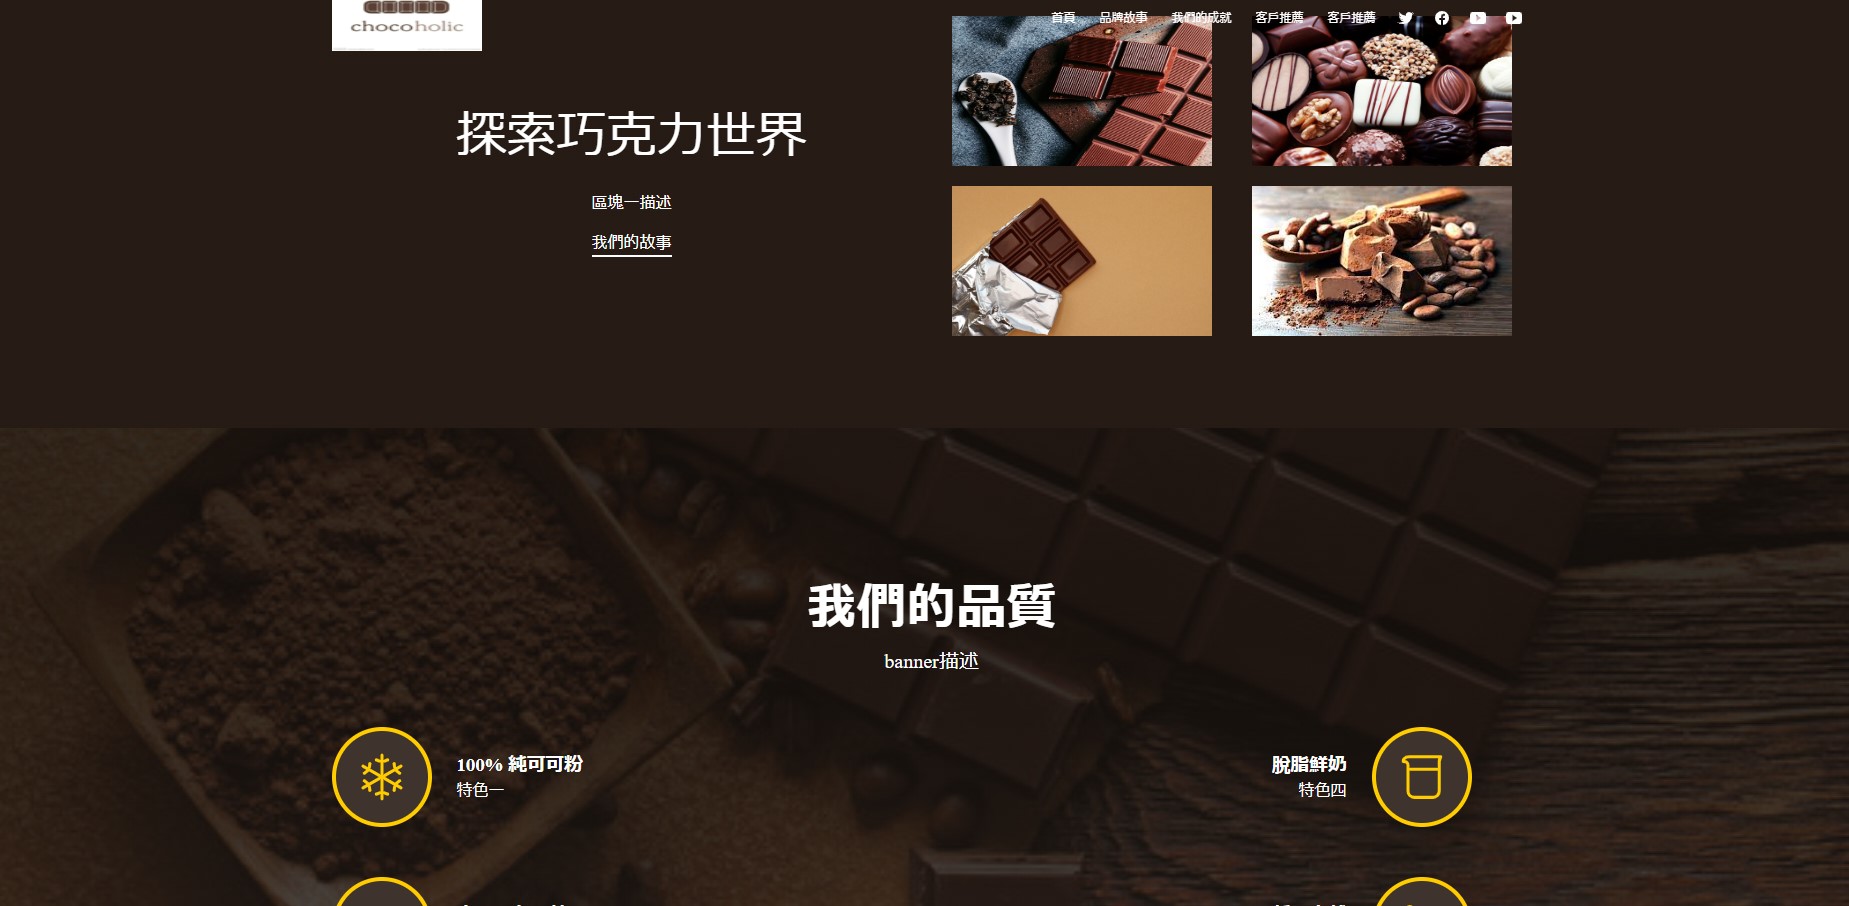 chocoholic
首頁 品牌故事 我們的成就 客戶推薦 客戶推薦
探索巧克力世界
區塊一描述
我們的故事
我們的品質
banner描述
100% 純可可粉
特色一
脫脂鮮奶
特色四